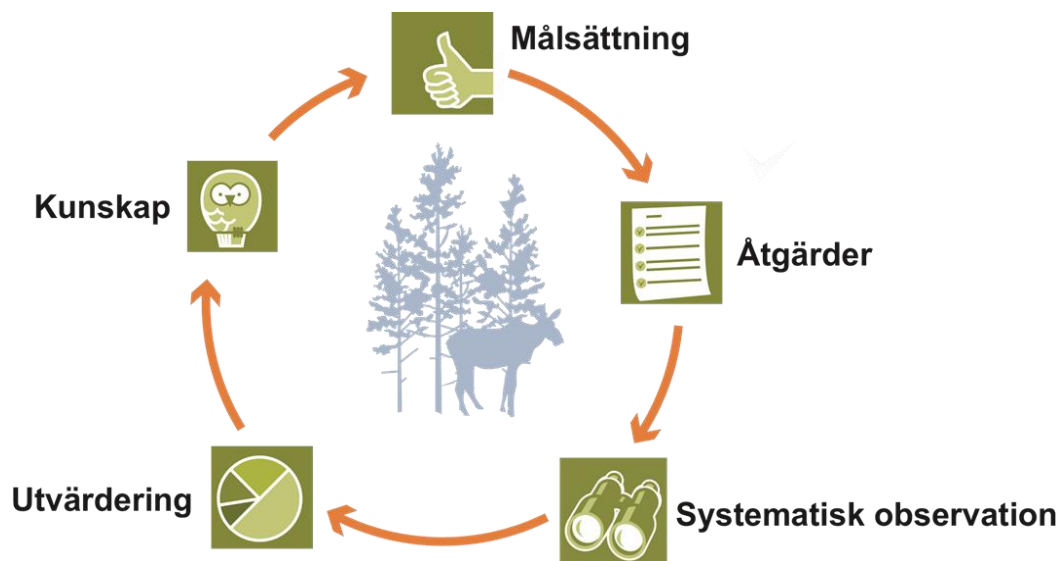 Målsättning
Åtgärder
Systematisk observation
Utvärdering
Kunskap